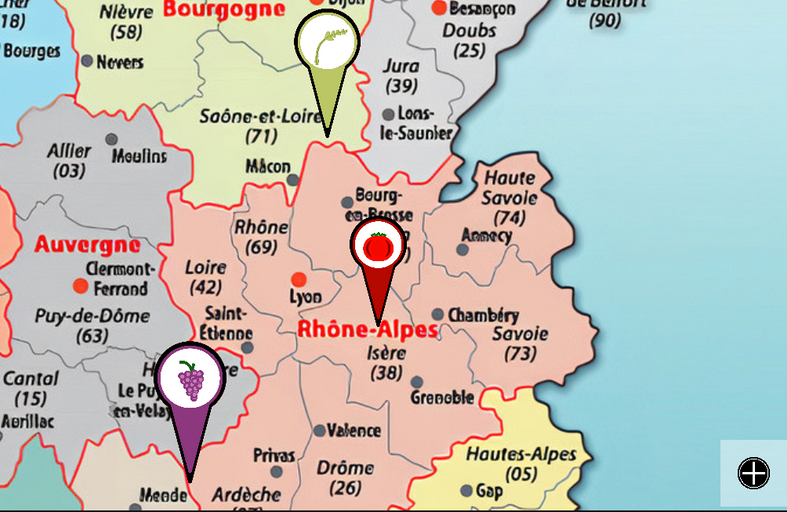 Cher
(18)
Bourges
Nièvre
(58)
Nevers
Bourgogne
Dijon
Besançon
Doubs
(25)
de Belfort
(90)
Jura
(39)
Lons-
le-Saunier
Saône-et-Loire
(71)
Mâcon
Allier
(03)
Moulins
Auvergne
Clermont-
Ferrand
Puy-de-Dôme
(63)
Cantal
(15)
Aurillac
Le Puy
en-Velay
Mende
Loire
(42)
Saint-
Étienne
Rhône
(69)
Lyon
Bourg-
en-Bresse
Haute
Savoie
(74)
Annecy
Rhône-Alpes
Chambéry
Savoie
(73)
Isère
(38)
Grenoble
Valence
Privas
Ardèche
Drôme
(26)
Hautes-Alpes
(05)
Gap